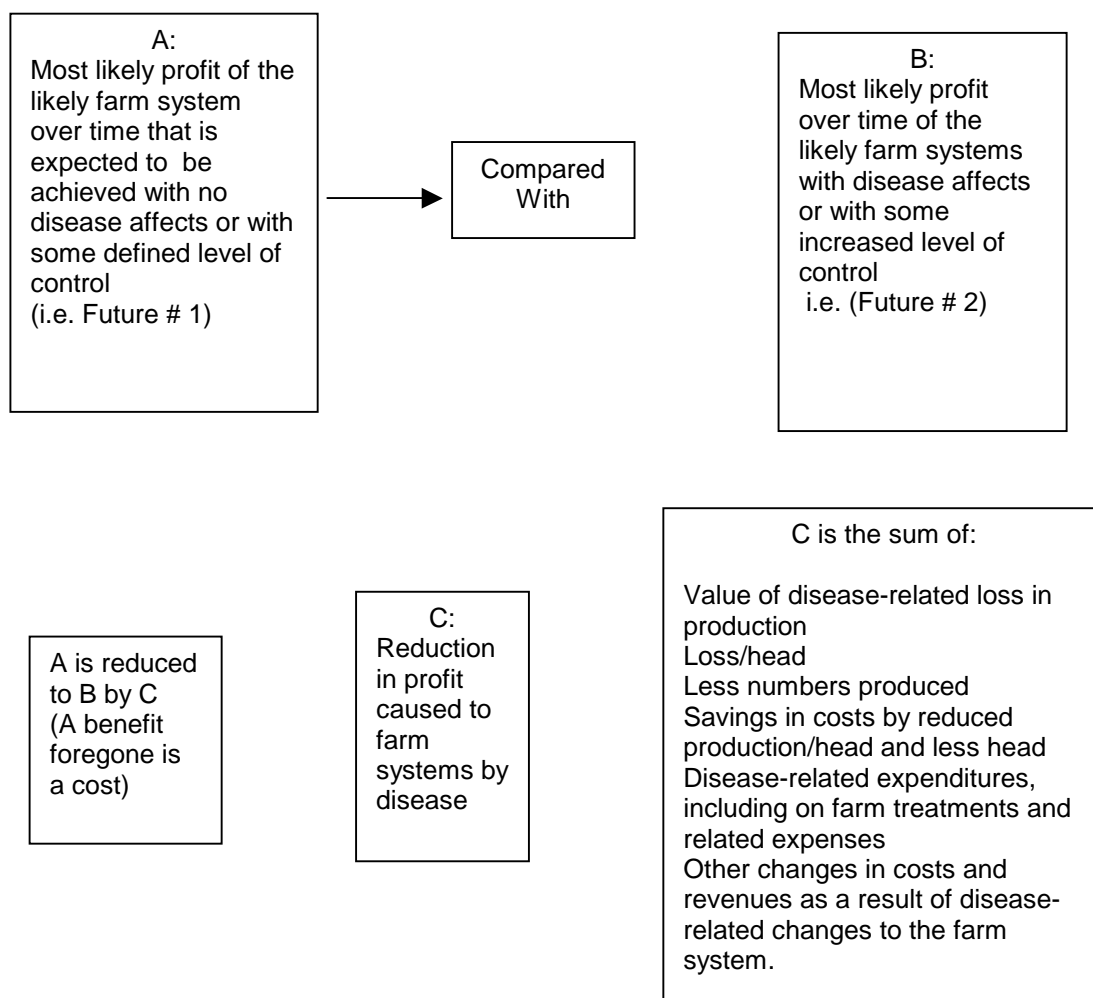 A:
Most likely profit of the
likely farm system
over time that is
expected to be
achieved with no
disease affects or with
some defined level of
control
(i.e. Future # 1)
Compared
With
B:
Most likely profit
over time of the
likely farm systems
with disease affects
or with some
increased level of
control
i.e. (Future # 2)
A is reduced
to B by C
(A benefit
foregone is
a cost)
C:
Reduction
in profit
caused to
farm
systems by
disease
C is the sum of:
Value of disease-related loss in
production
Loss/head
Less numbers produced
Savings in costs by reduced
production/head and less head
Disease-related expenditures,
including on farm treatments and
related expenses
Other changes in costs and
revenues as a result of disease-
related changes to the farm
system.